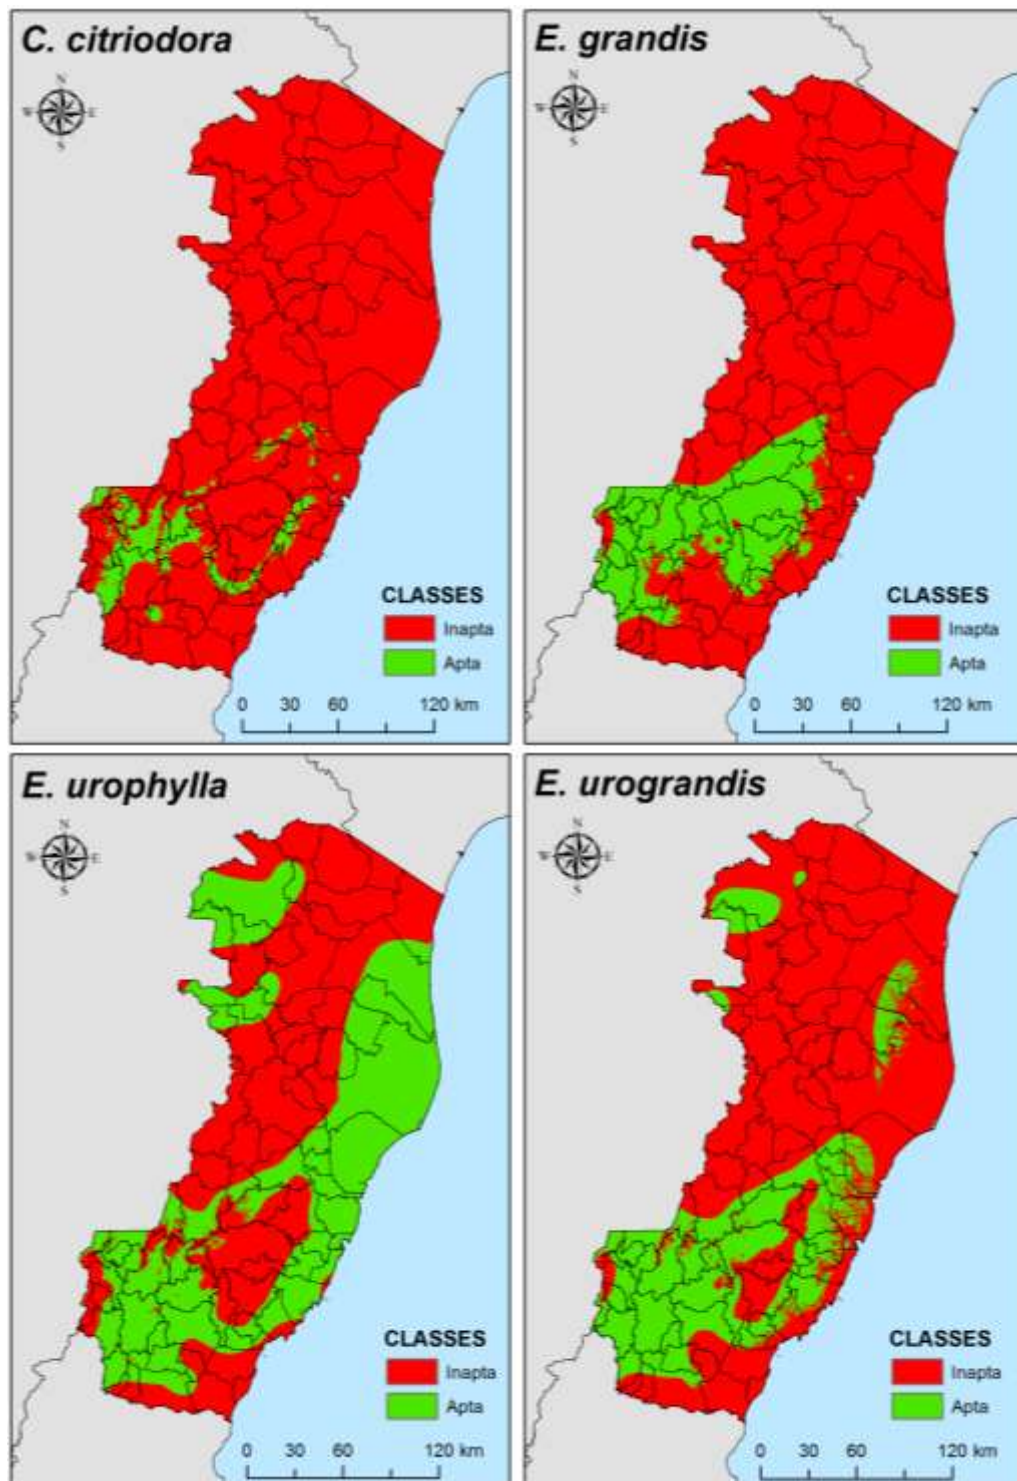 C. citriodora
N
W E
S
CLASSES
Inapta
Apta
0 30 60 120 km
E. grandis
N
W E
S
CLASSES
Inapta
Apta
0 30 60 120 km
E. urophylla
N
W E
S
CLASSES
Inapta
Apta
0 30 60 120 km
E. urograndis
N
W E
S
CLASSES
Inapta
Apta
0 30 60 120 km